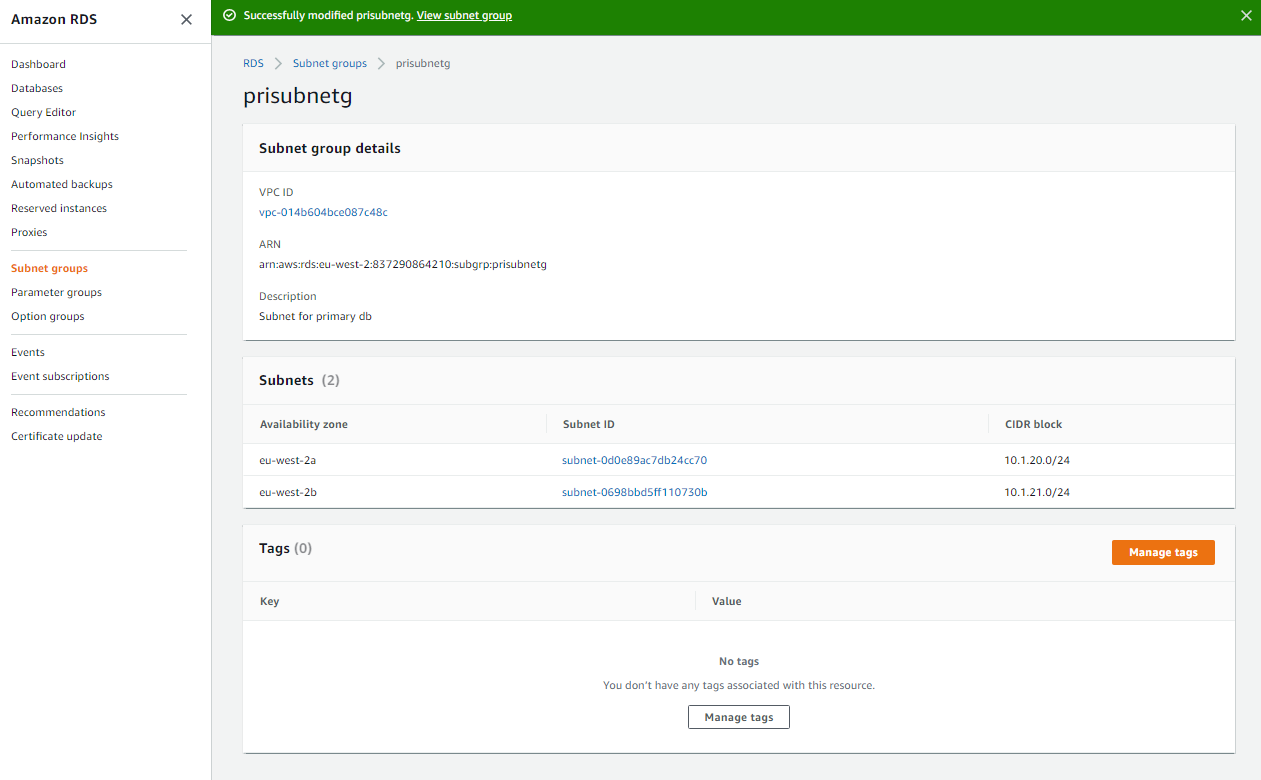 Amazon RDS
Dashboard
Databases
Query Editor
Performance Insights
Snapshots
Automated backups
Reserved instances
Proxies
Subnet groups
Parameter groups
Option groups
Events
Event subscriptions
Recommendations
Certificate update
Successfully modified prisubnetg. View subnet group
RDS Subnet groups prisubnetg
prisubnetg
Subnet group details
VPC ID
vpc-014b604bce087c48c
ARN
arn:aws:rds:eu-west-2:837290864210:subgrp:prisubnetg
Description
Subnet for primary db
Subnets (2)
Availability zone Subnet ID CIDR block
eu-west-2a subnet-0d0e89ac7db24cc70 10.1.20.0/24
eu-west-2b subnet-0698bbd5ff110730b 10.1.21.0/24
Tags (0) Manage tags
Key Value
No tags
You don't have any tags associated with this resource.
Manage tags